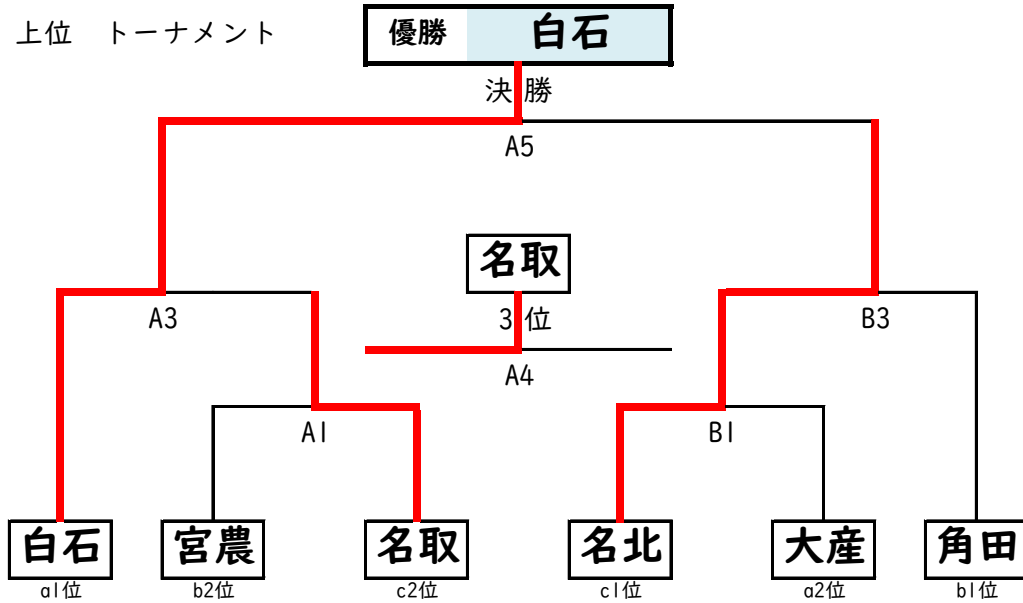 上位　トーナメント
優勝　白石
決勝
A5
名取
3位
A3
B3
A4
A1
B1
白石　宮農　名取　名北　大産　角田
a1位　b2位　c2位　c1位　a2位　b1位